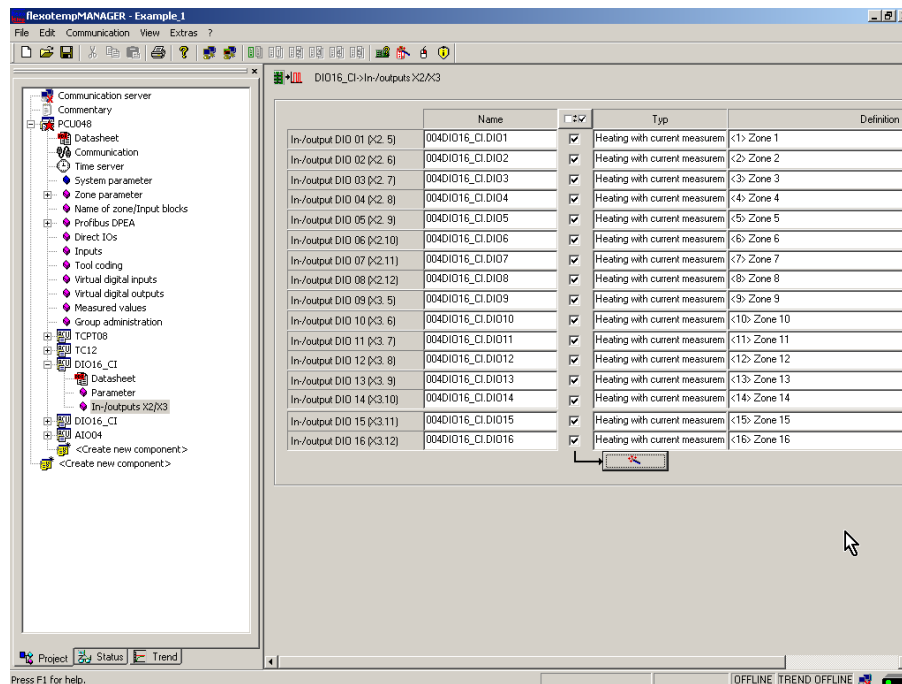 flexotempMANAGER - Example_1
File Edit Communication View Extras ?
DIO16_CI->In-/outputs X2/X3
Communication server
Commentary
PCU048
Datasheet
Communication
Time server
System parameter
Zone parameter
Name of zone/Input blocks
Profibus DPEA
Direct IOs
Inputs
Tool coding
Virtual digital inputs
Virtual digital outputs
Measured values
Group administration
TCPT08
TC12
DIO16_CI
Datasheet
Parameter
In-/outputs X2/X3
DIO16_CI
AIO04
<Create new component>
<Create new component>
Name Typ Definition
In-/output DIO 01 (X2. 5) 004DIO16_CI.DIO1 Heating with current measurem <1> Zone 1
In-/output DIO 02 (X2. 6) 004DIO16_CI.DIO2 Heating with current measurem <2> Zone 2
In-/output DIO 03 (X2. 7) 004DIO16_CI.DIO3 Heating with current measurem <3> Zone 3
In-/output DIO 04 (X2. 8) 004DIO16_CI.DIO4 Heating with current measurem <4> Zone 4
In-/output DIO 05 (X2. 9) 004DIO16_CI.DIO5 Heating with current measurem <5> Zone 5
In-/output DIO 06 (X2.10) 004DIO16_CI.DIO6 Heating with current measurem <6> Zone 6
In-/output DIO 07 (X2.11) 004DIO16_CI.DIO7 Heating with current measurem <7> Zone 7
In-/output DIO 08 (X2.12) 004DIO16_CI.DIO8 Heating with current measurem <8> Zone 8
In-/output DIO 09 (X3. 5) 004DIO16_CI.DIO9 Heating with current measurem <9> Zone 9
In-/output DIO 10 (X3. 6) 004DIO16_CI.DIO10 Heating with current measurem <10> Zone 10
In-/output DIO 11 (X3. 7) 004DIO16_CI.DIO11 Heating with current measurem <11> Zone 11
In-/output DIO 12 (X3. 8) 004DIO16_CI.DIO12 Heating with current measurem <12> Zone 12
In-/output DIO 13 (X3. 9) 004DIO16_CI.DIO13 Heating with current measurem <13> Zone 13
In-/output DIO 14 (X3.10) 004DIO16_CI.DIO14 Heating with current measurem <14> Zone 14
In-/output DIO 15 (X3.11) 004DIO16_CI.DIO15 Heating with current measurem <15> Zone 15
In-/output DIO 16 (X3.12) 004DIO16_CI.DIO16 Heating with current measurem <16> Zone 16
Project Status Trend
Press F1 for help. OFFLINE TREND OFFLINE